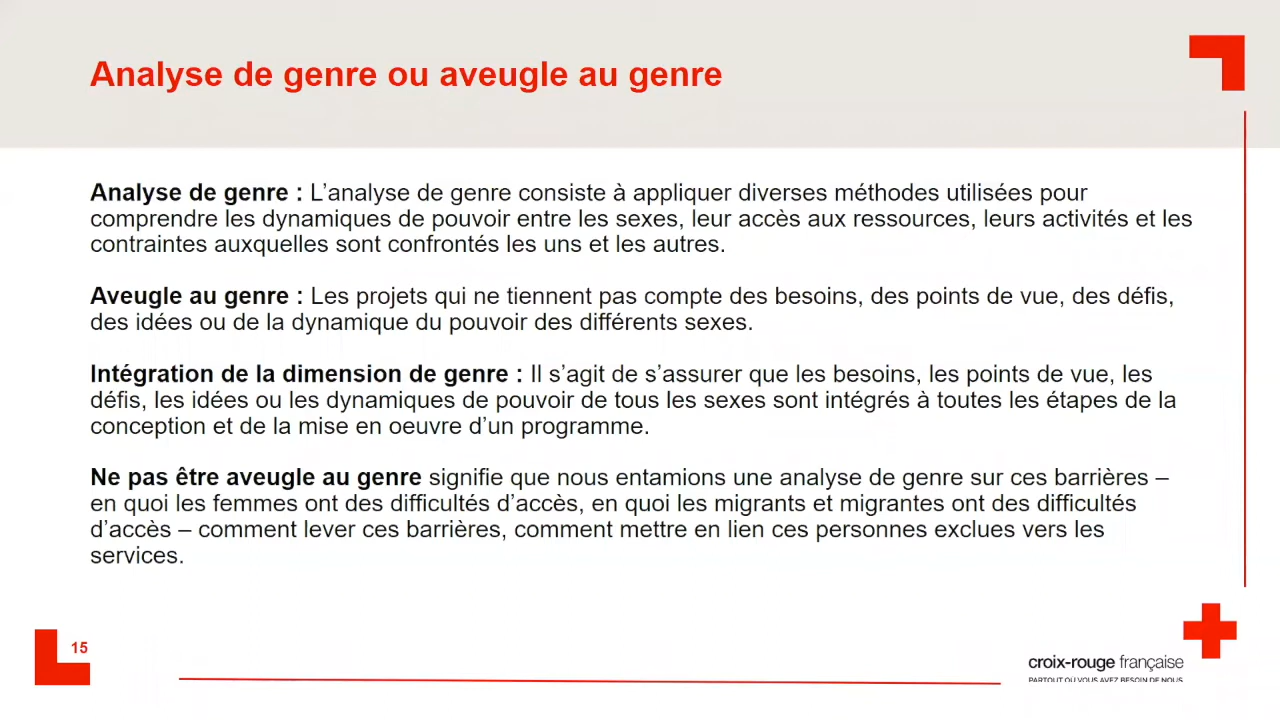 Analyse de genre ou aveugle au genre
Analyse de genre : L’analyse de genre consiste à appliquer diverses méthodes utilisées pour
comprendre les dynamiques de pouvoir entre les sexes, leur accès aux ressources, leurs activités et les
contraintes auxquelles sont confrontés les uns et les autres.
Aveugle au genre : Les projets qui ne tiennent pas compte des besoins, des points de vue, des défis,
des idées ou de la dynamique du pouvoir des différents sexes.
Intégration de la dimension de genre : Il s’agit de s’assurer que les besoins, les points de vue, les
défis, les idées ou les dynamiques de pouvoir de tous les sexes sont intégrés à toutes les étapes de la
conception et de la mise en oeuvre d’un programme.
Ne pas être aveugle au genre signifie que nous entamions une analyse de genre sur ces barrières –
en quoi les femmes ont des difficultés d’accès, en quoi les migrants et migrantes ont des difficultés
d’accès – comment lever ces barrières, comment mettre en lien ces personnes exclues vers les
services.
15
croix-rouge française
PARTOUT OÙ VOUS AVEZ BESOIN DE NOUS